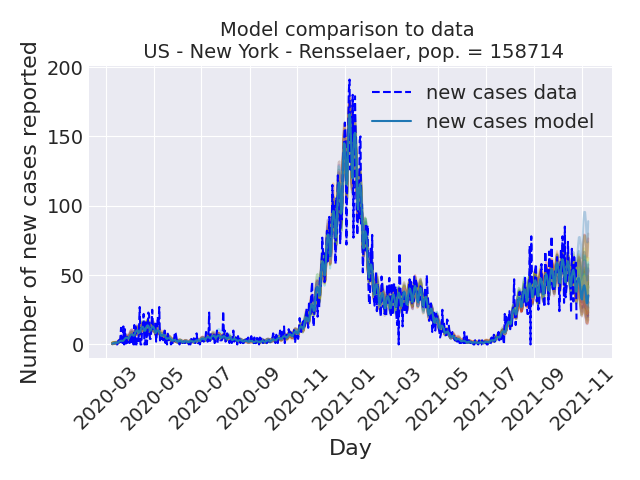 Model comparison to data
US - New York - Rensselaer, pop. = 158714
Number of new cases reported
200
150
100
50
0
new cases data
new cases model
2020-03
2020-05
2020-07
2020-09
2020-11
2021-01
2021-03
2021-05
2021-07
2021-09
2021-11
Day